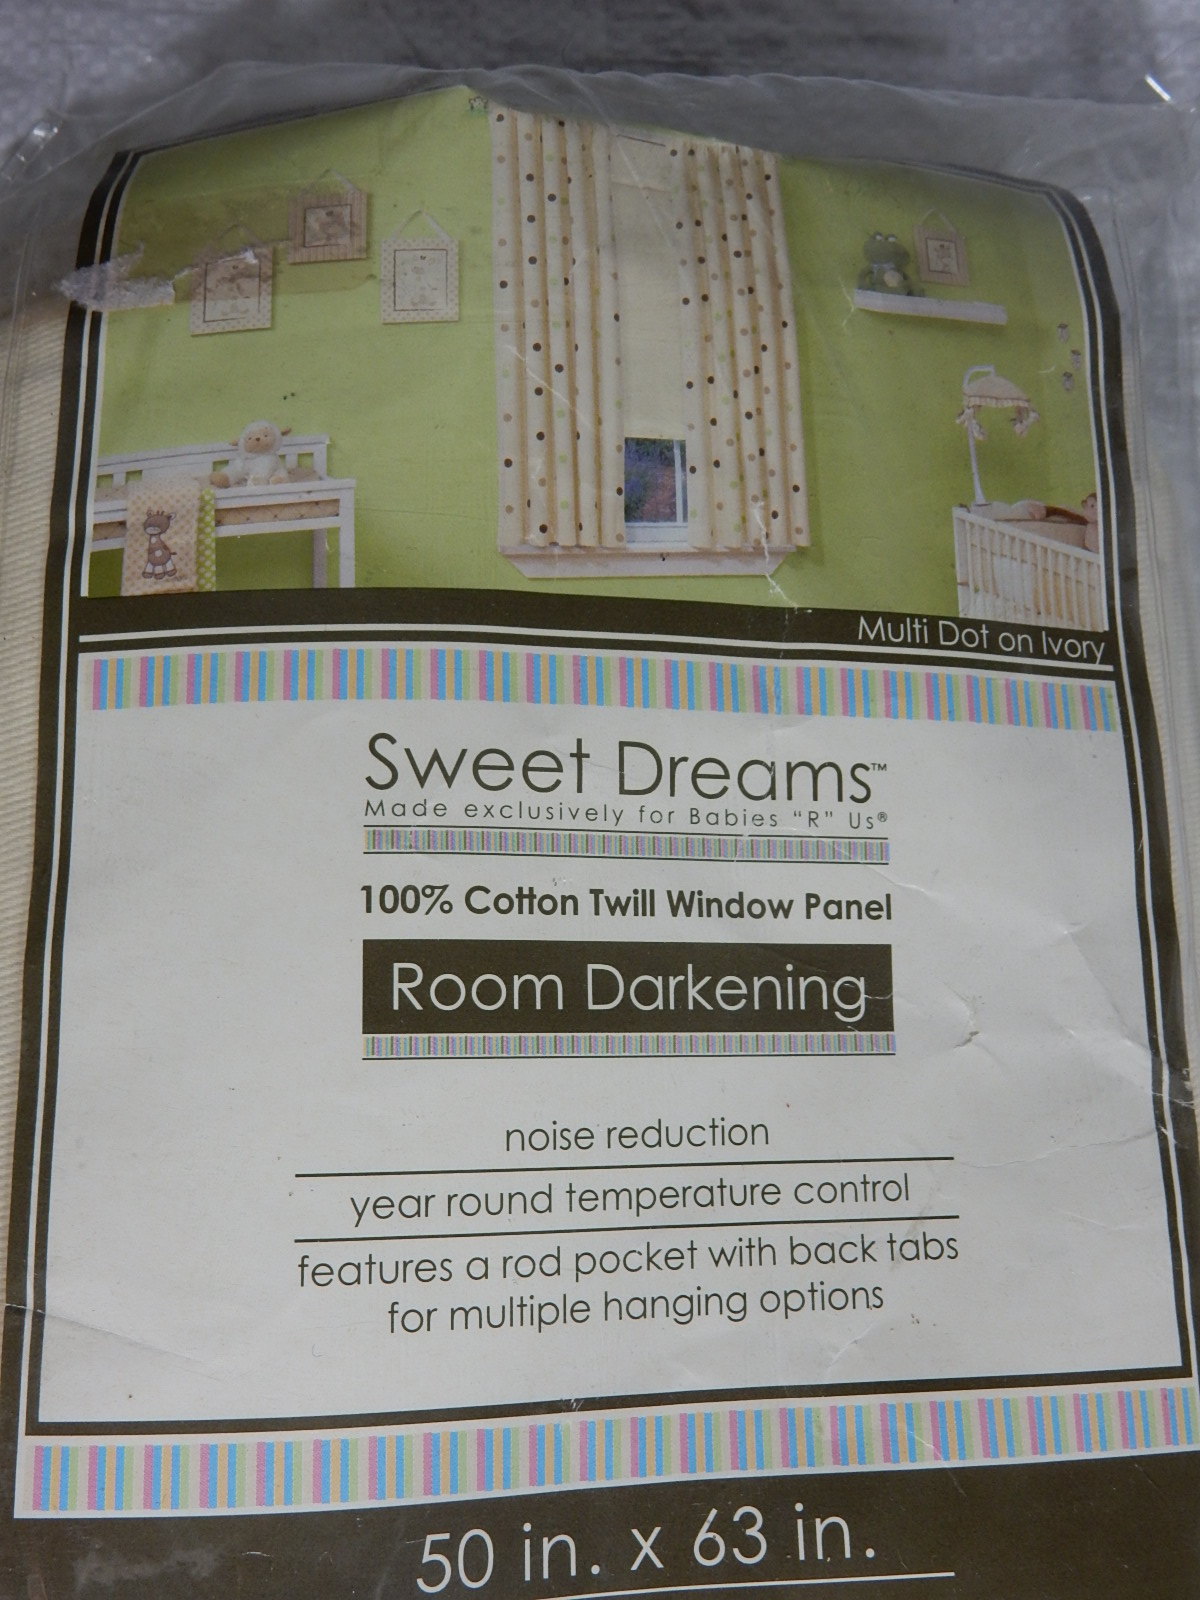 Multi Dot on Ivory
Sweet Dreams™
Made exclusively for Babies "R" Us®
100% Cotton Twill Window Panel
Room Darkening
noise reduction
year round temperature control
features a rod pocket with back tabs
for multiple hanging options
50 in. x 63 in.